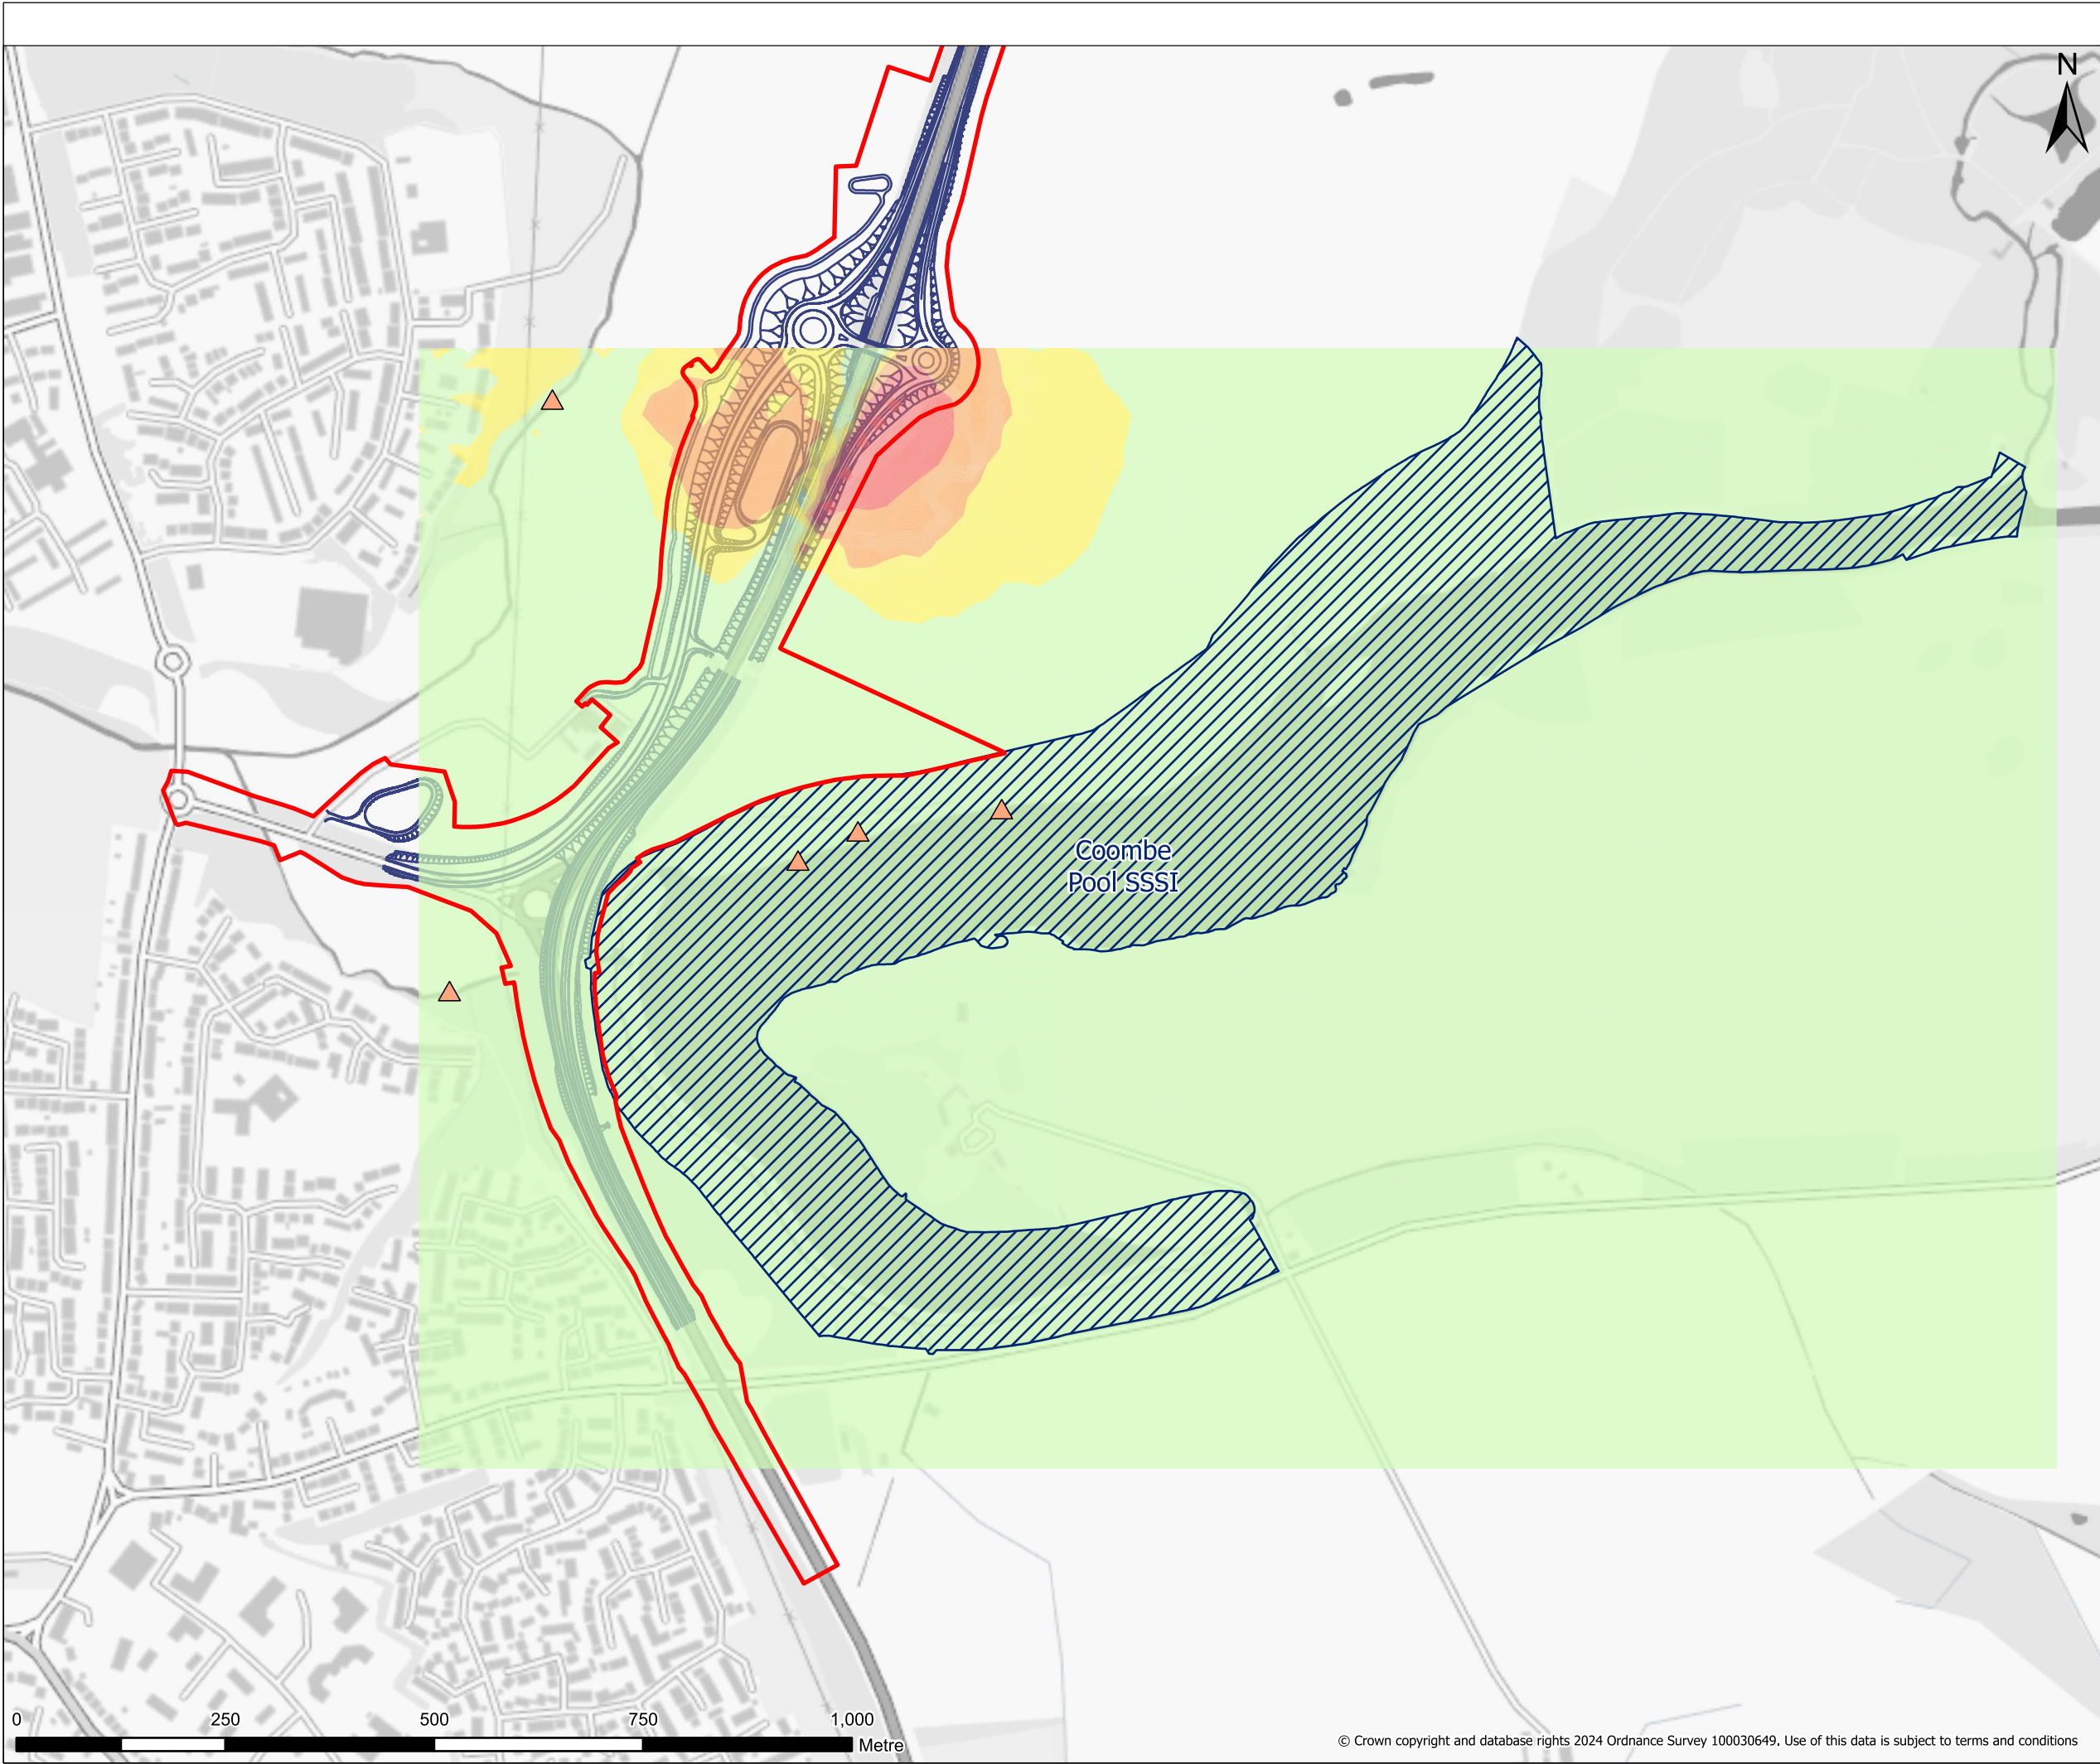 N
Coombe
Pool SSSI
0 250 500 750 1,000
Metre
© Crown copyright and database rights 2024 Ordnance Survey 100030649. Use of this data is subject to terms and conditions